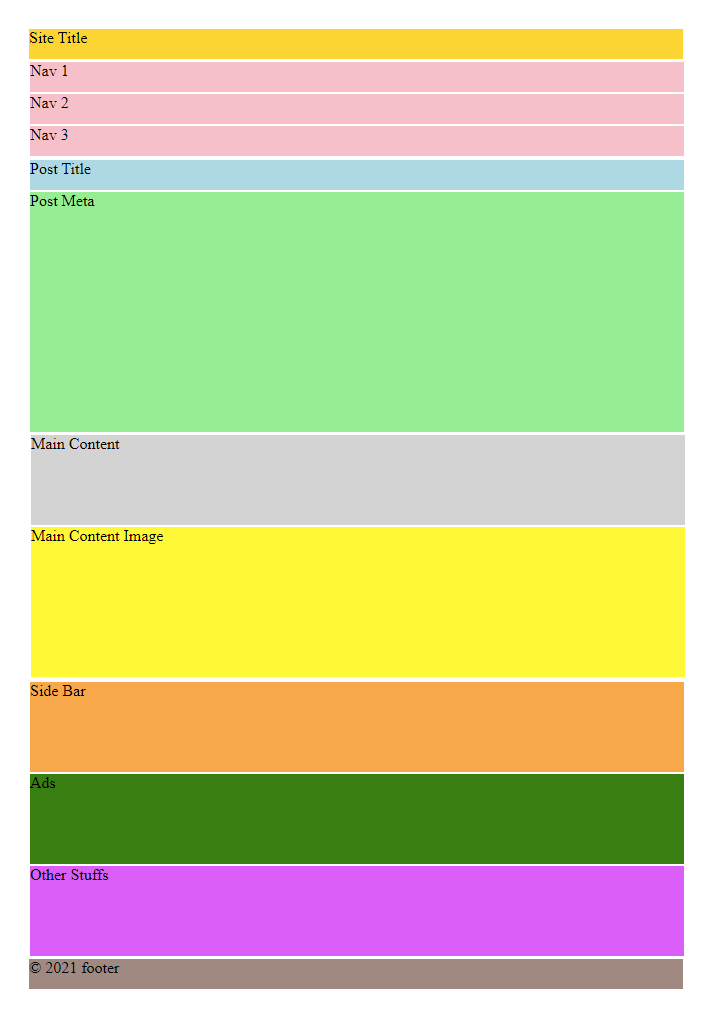 Site Title
Nav 1
Nav 2
Nav 3
Post Title
Post Meta
Main Content
Main Content Image
Side Bar
Ads
Other Stuffs
© 2021 footer